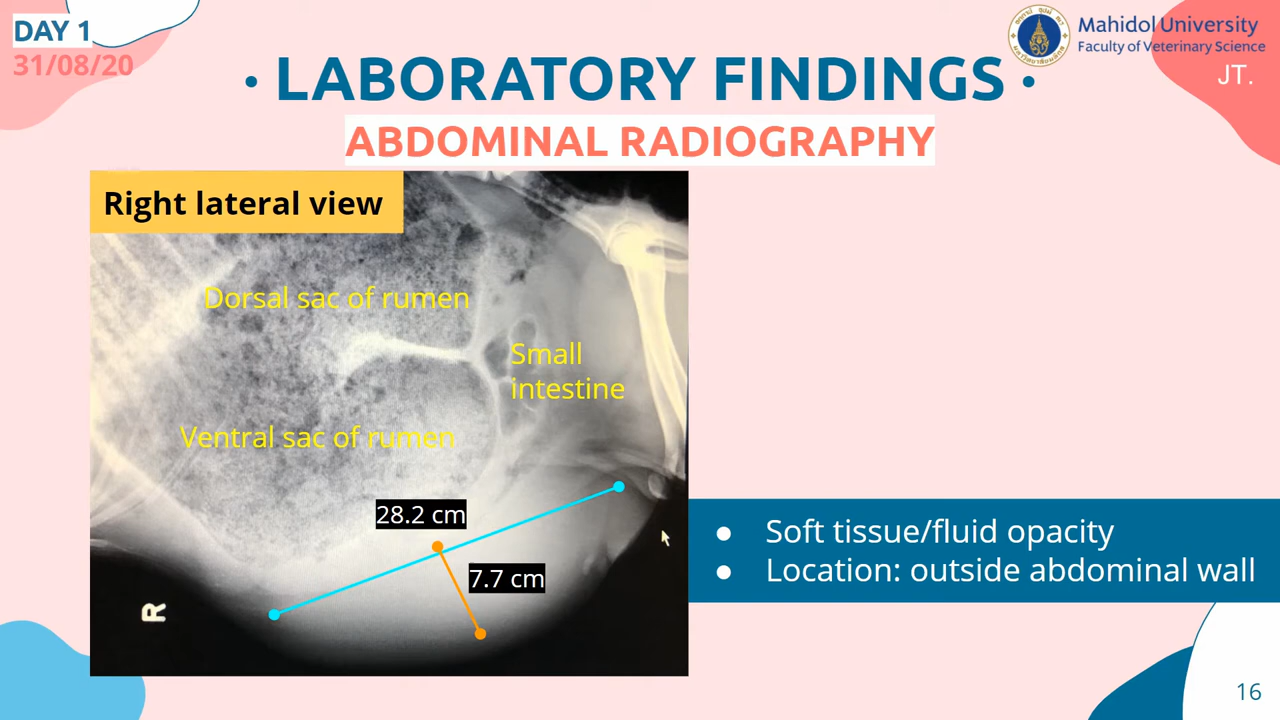 DAY 1
31/08/20
Mahidol University
Faculty of Veterinary Science
JT.
• LABORATORY FINDINGS •
ABDOMINAL RADIOGRAPHY
Right lateral view
Dorsal sac of rumen
Small
intestine
Ventral sac of rumen
28.2 cm
7.7 cm
R
● Soft tissue/fluid opacity
● Location: outside abdominal wall
16